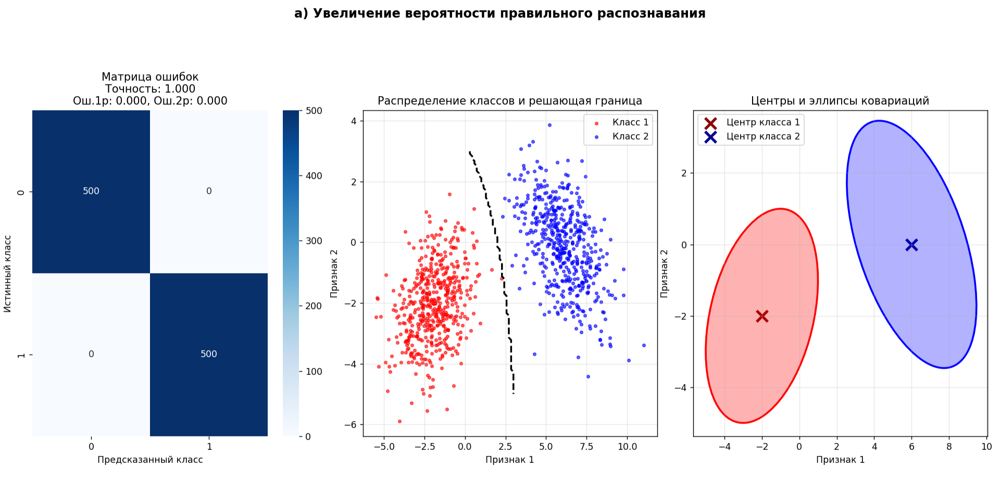 а) Увеличение вероятности правильного распознавания
Матрица ошибок
Точность: 1.000
Ош.1р: 0.000, Ош.2р: 0.000
500
0
0
500
0
1
0
1
Истинный класс
Предсказанный класс
500
400
300
200
100
0
Распределение классов и решающая граница
Класс 1
Класс 2
4
2
0
−2
−4
−6
−5.0
−2.5
0.0
2.5
5.0
7.5
10.0
Признак 2
Признак 1
Центры и эллипсы ковариаций
Центр класса 1
Центр класса 2
2
0
−2
−4
−4
−2
0
2
4
6
8
10
Признак 2
Признак 1